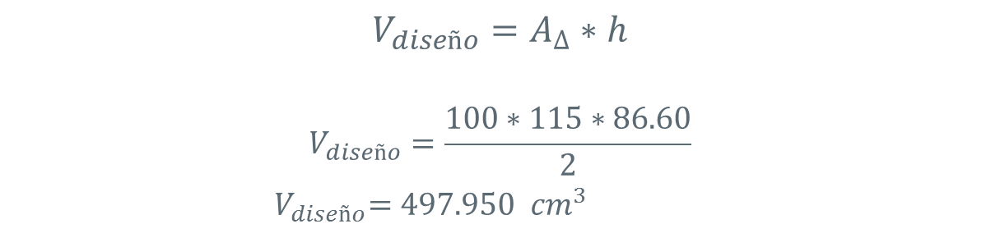 V_diseño = A_Δ ∗ h
V_diseño = (100 ∗ 115 ∗ 86.60) / 2
V_diseño = 497.950 cm³